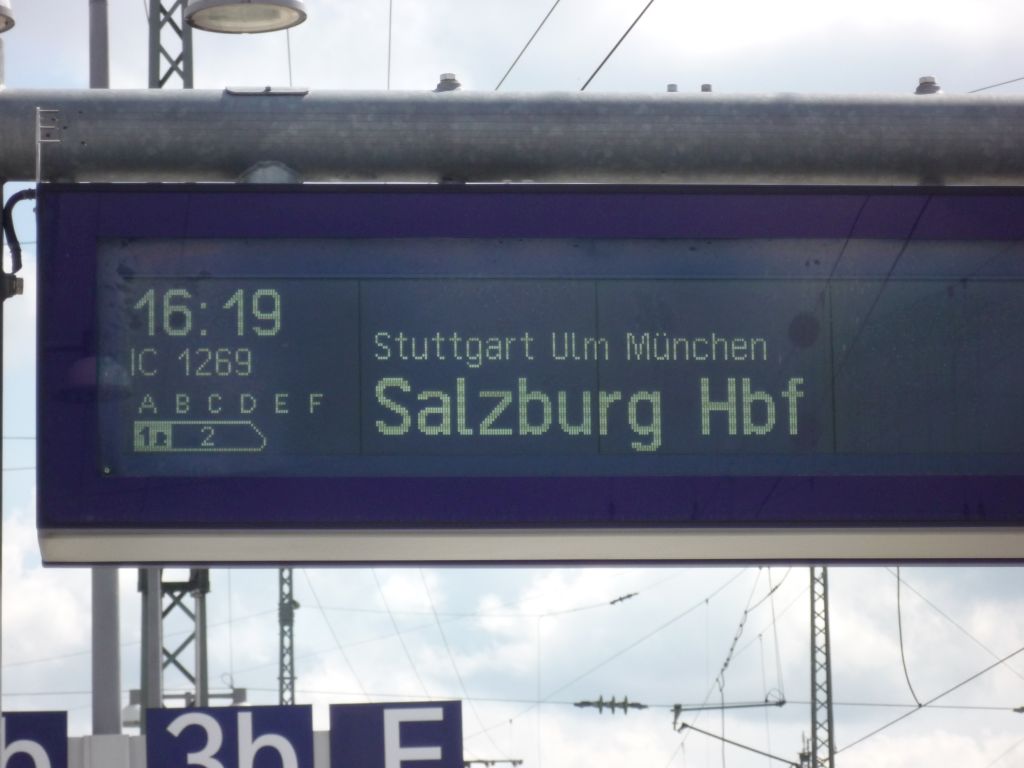 16:19
IC 1269
A B C D E F
1 2
Stuttgart Ulm München
Salzburg Hbf
b 3b F